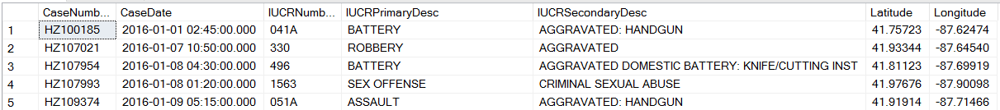 CaseNumb... CaseDate IUCRNumb... IUCRPrimaryDesc IUCRSecondaryDesc Latitude Longitude
1 HZ100185 2016-01-01 02:45:00.000 041A BATTERY AGGRAVATED: HANDGUN 41.75723 -87.62474
2 HZ107021 2016-01-07 10:50:00.000 330 ROBBERY AGGRAVATED 41.93344 -87.64540
3 HZ107954 2016-01-08 04:30:00.000 496 BATTERY AGGRAVATED DOMESTIC BATTERY: KNIFE/CUTTING INST 41.81123 -87.69919
4 HZ107993 2016-01-08 01:20:00.000 1563 SEX OFFENSE CRIMINAL SEXUAL ABUSE 41.97676 -87.90098
5 HZ109374 2016-01-09 05:15:00.000 051A ASSAULT AGGRAVATED: HANDGUN 41.91914 -87.71466